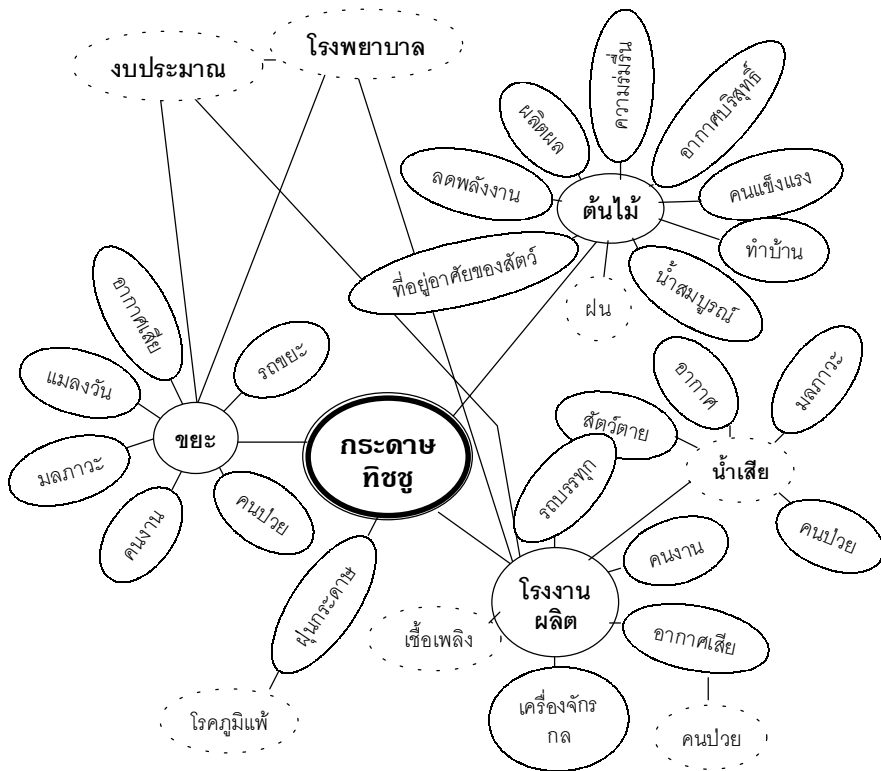 โรงพยาบาล
งบประมาณ
ความร่มรื่น
อากาศบริสุทธิ์
ผลิตผล
ลดพลังงาน
คนแข็งแรง
ต้นไม้
ทำบ้าน
ที่อยู่อาศัยของสัตว์
น้ำสมบูรณ์
ฝน
อากาศเสีย
รถขยะ
แมลงวัน
ขยะ
มลภาวะ
คนงาน
คนป่วย
กระดาษ
ทิชชู
อากาศ
มลภาวะ
สัตว์ตาย
น้ำเสีย
รถบรรทุก
คนป่วย
คนงาน
โรงงาน
ผลิต
ฝุ่นกระดาษ
เชื้อเพลิง
อากาศเสีย
เครื่องจักร
กล
โรคภูมิแพ้
คนป่วย